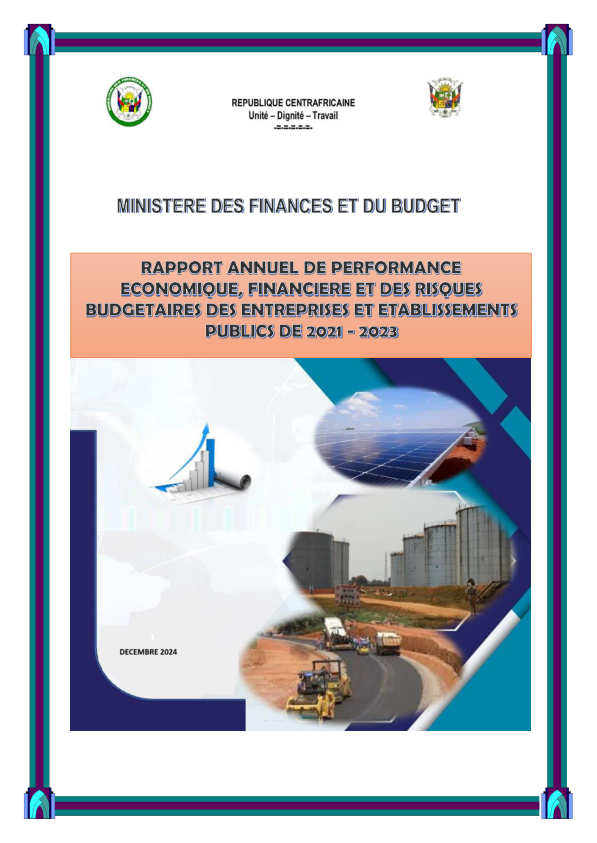 REPUBLIQUE CENTRAFRICAINE
Unité – Dignité – Travail
-=-=-=-=-=-
MINISTERE DES FINANCES ET DU BUDGET
RAPPORT ANNUEL DE PERFORMANCE
ECONOMIQUE, FINANCIERE ET DES RISQUES
BUDGETAIRES DES ENTREPRISES ET ETABLISSEMENTS
PUBLICS DE 2021 - 2023
DECEMBRE 2024